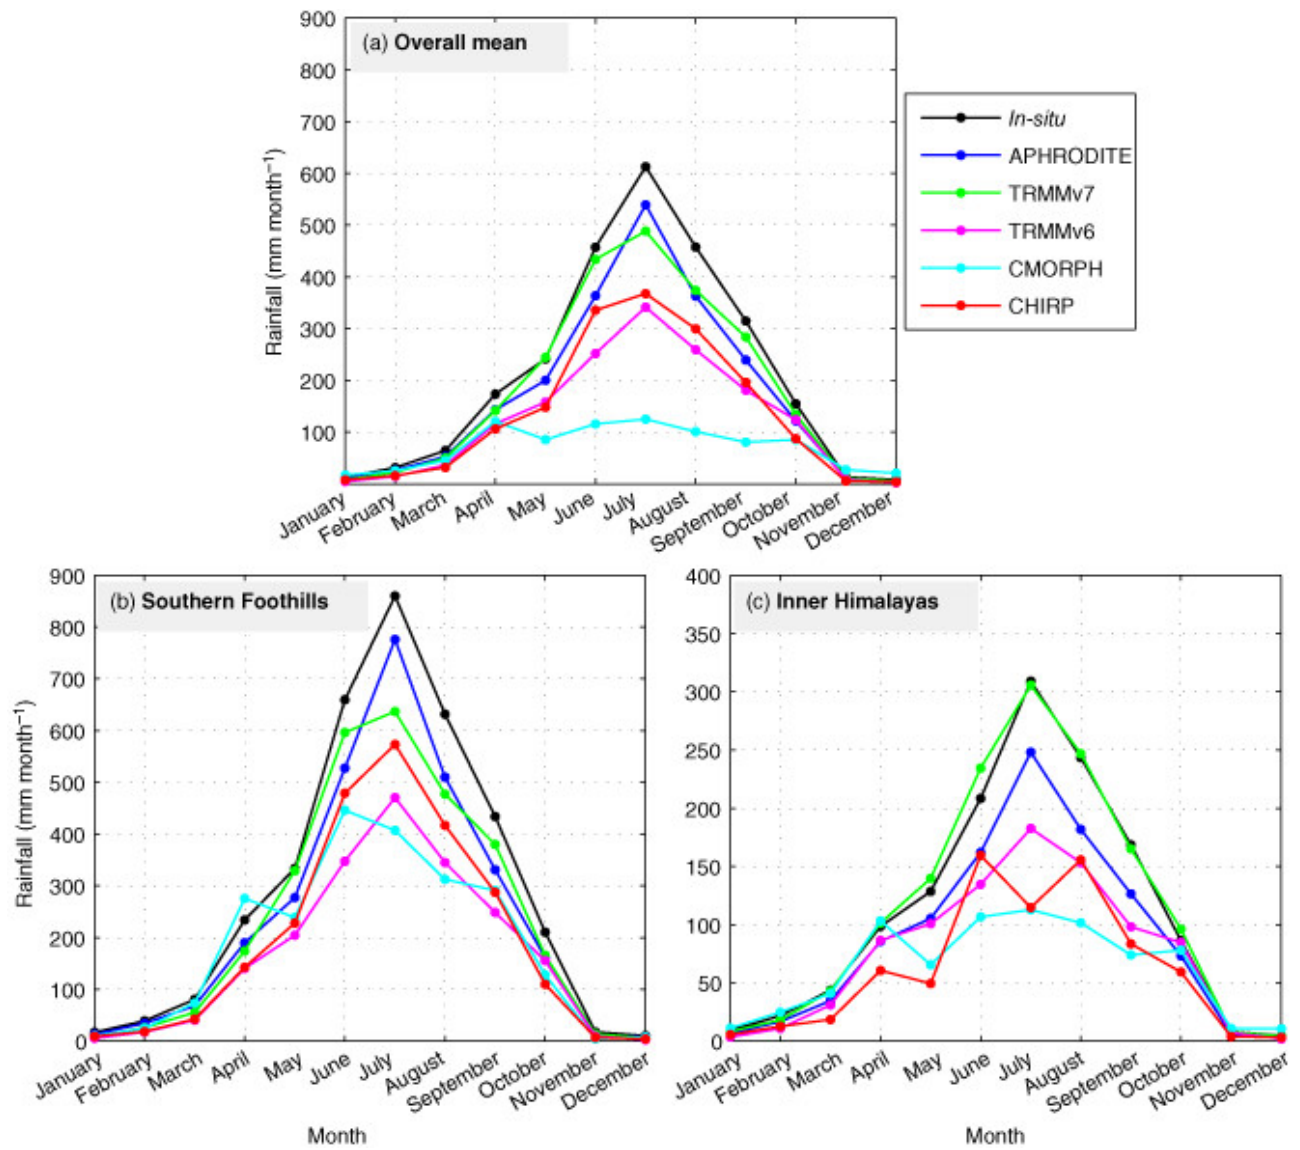 (a) Overall mean
900
800
700
600
500
400
300
200
100
Rainfall (mm month⁻¹)
January
February
March
April
May
June
July
August
September
October
November
December
In-situ
APHRODITE
TRMMv7
TRMMv6
CMORPH
CHIRP
(b) Southern Foothills
900
800
700
600
500
400
300
200
100
0
Rainfall (mm month⁻¹)
January
February
March
April
May
June
July
August
September
October
November
December
Month
(c) Inner Himalayas
400
350
300
250
200
150
100
50
0
January
February
March
April
May
June
July
August
September
October
November
December
Month